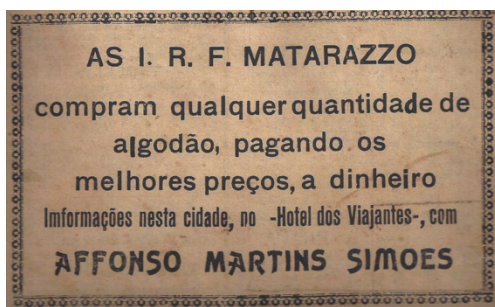 AS I. R. F. MATARAZZO
compram qualquer quantidade de
algodão, pagando os
melhores preços, a dinheiro
Imformações nesta cidade, no -Hotel dos Viajantes-, com
AFFONSO MARTINS SIMOES